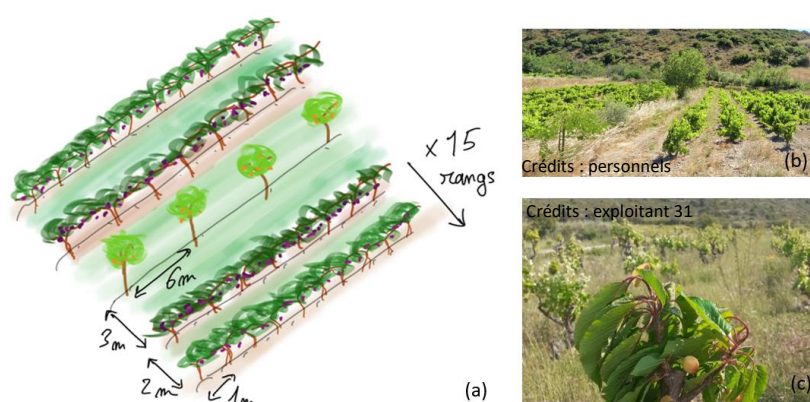 x 15
rangs
6m
3m
2m
1m
(a)
Crédits : personnels
(b)
Crédits : exploitant 31
(c)